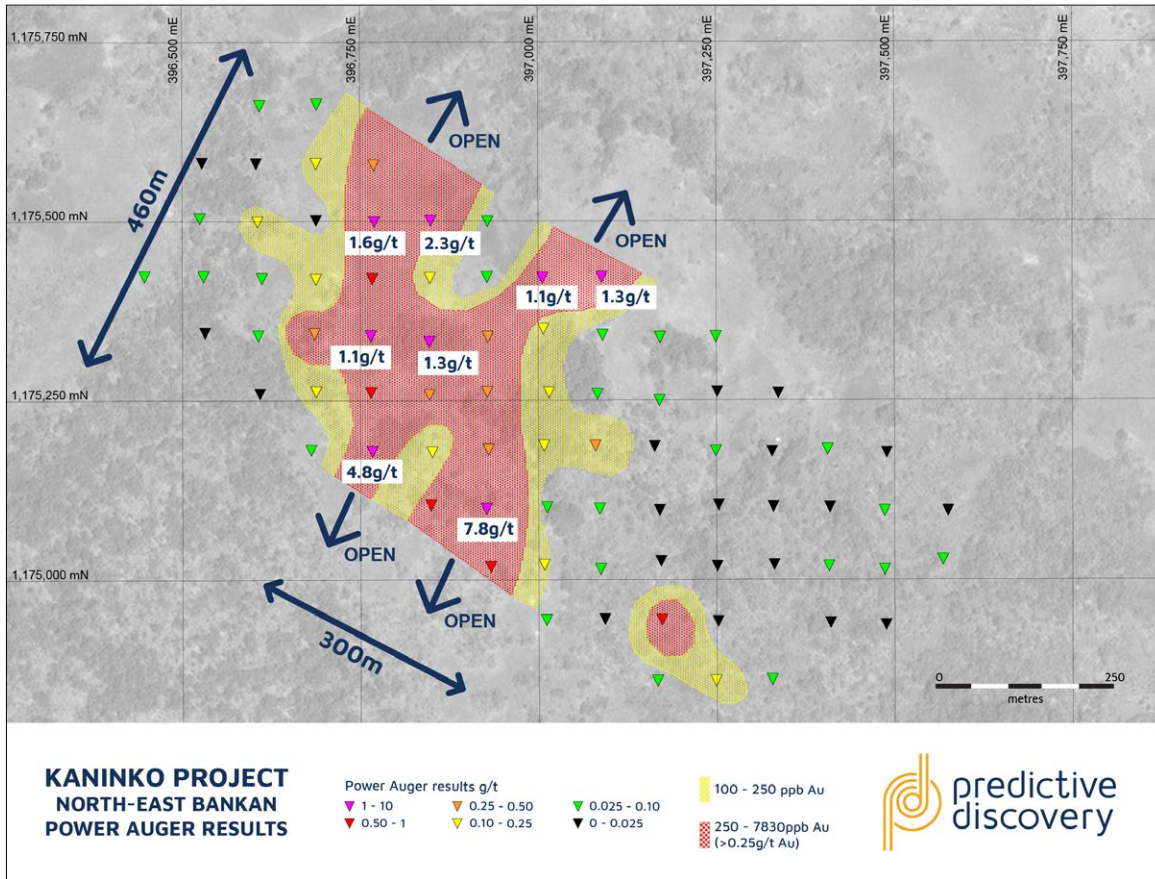 396,500 mE
396,750 mE
397,000 mE
397,250 mE
397,500 mE
397,750 mE
1,175,750 mN
OPEN
460m
OPEN
1,175,500 mN
1.6g/t
2.3g/t
1.1g/t
1.3g/t
1.1g/t
1.3g/t
1,175,250 mN
4.8g/t
7.8g/t
OPEN
1,175,000 mN
OPEN
300m
0
250
metres
KANINKO PROJECT
NORTH-EAST BANKAN
POWER AUGER RESULTS
Power Auger results g/t
1 - 10
0.25 - 0.50
0.025 - 0.10
0.50 - 1
0.10 - 0.25
0 - 0.025
100 - 250 ppb Au
250 - 7830ppb Au
(>0.25g/t Au)
predictive
discovery